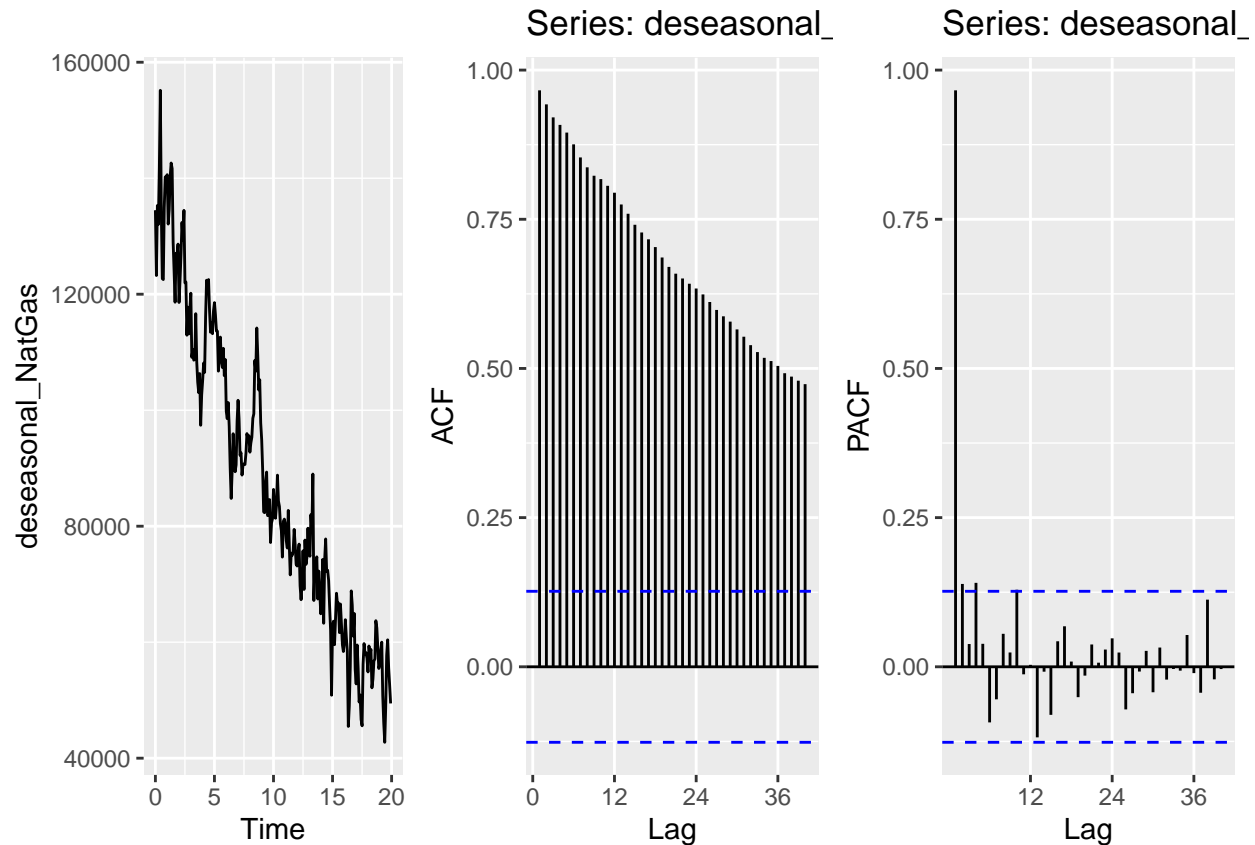 160000
120000
80000
40000
deseasonal_NatGas
0 5 10 15 20
Time
Series: deseasonal_
1.00
0.75
0.50
0.25
0.00
ACF
0 12 24 36
Lag
Series: deseasonal_
1.00
0.75
0.50
0.25
0.00
PACF
12 24 36
Lag